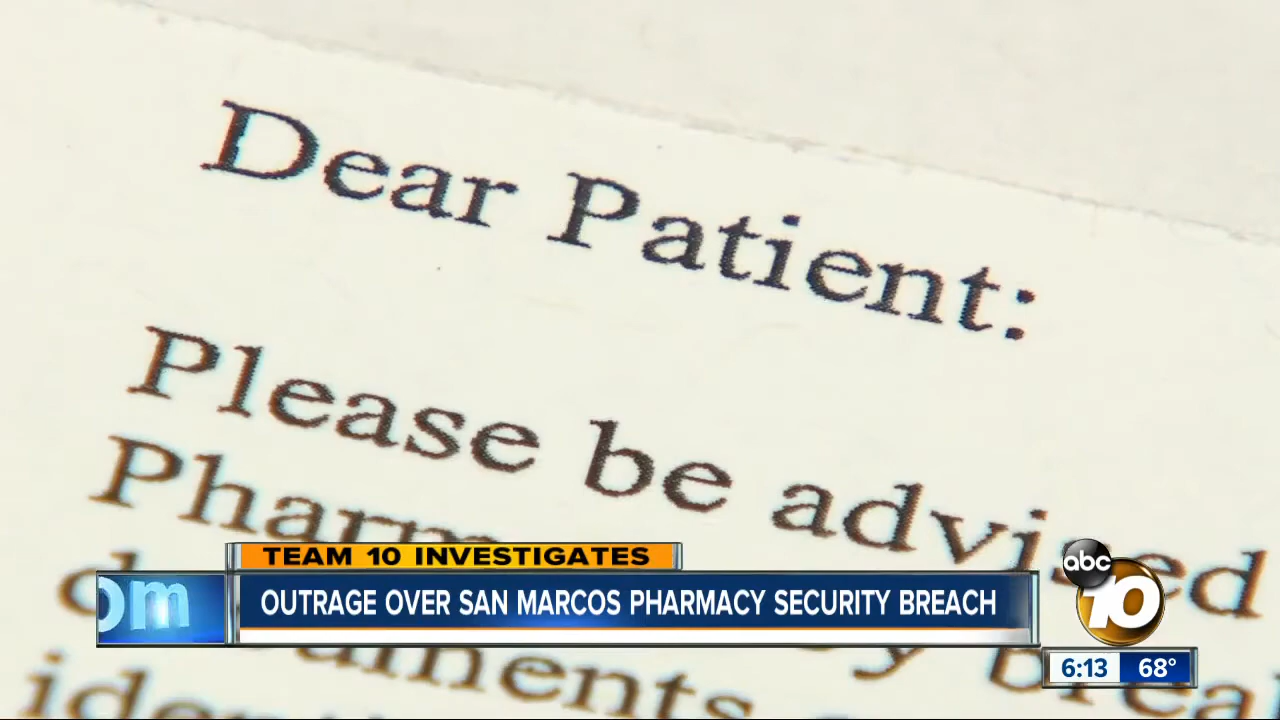 Dear Patient:
Please be advised
TEAM 10 INVESTIGATES
om
OUTRAGE OVER SAN MARCOS PHARMACY SECURITY BREACH
abc
10
6:13 68°